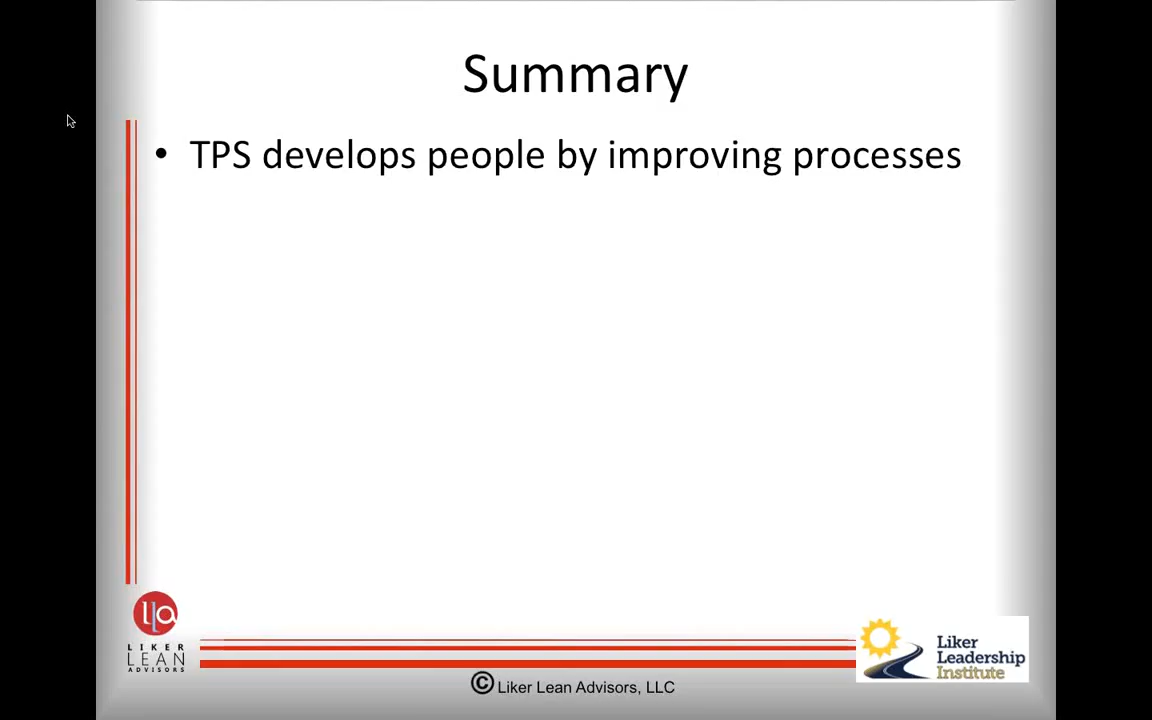 Summary
• TPS develops people by improving processes
lla
LIKER
LEAN
ADVISORS
Liker
Leadership
Institute
© Liker Lean Advisors, LLC